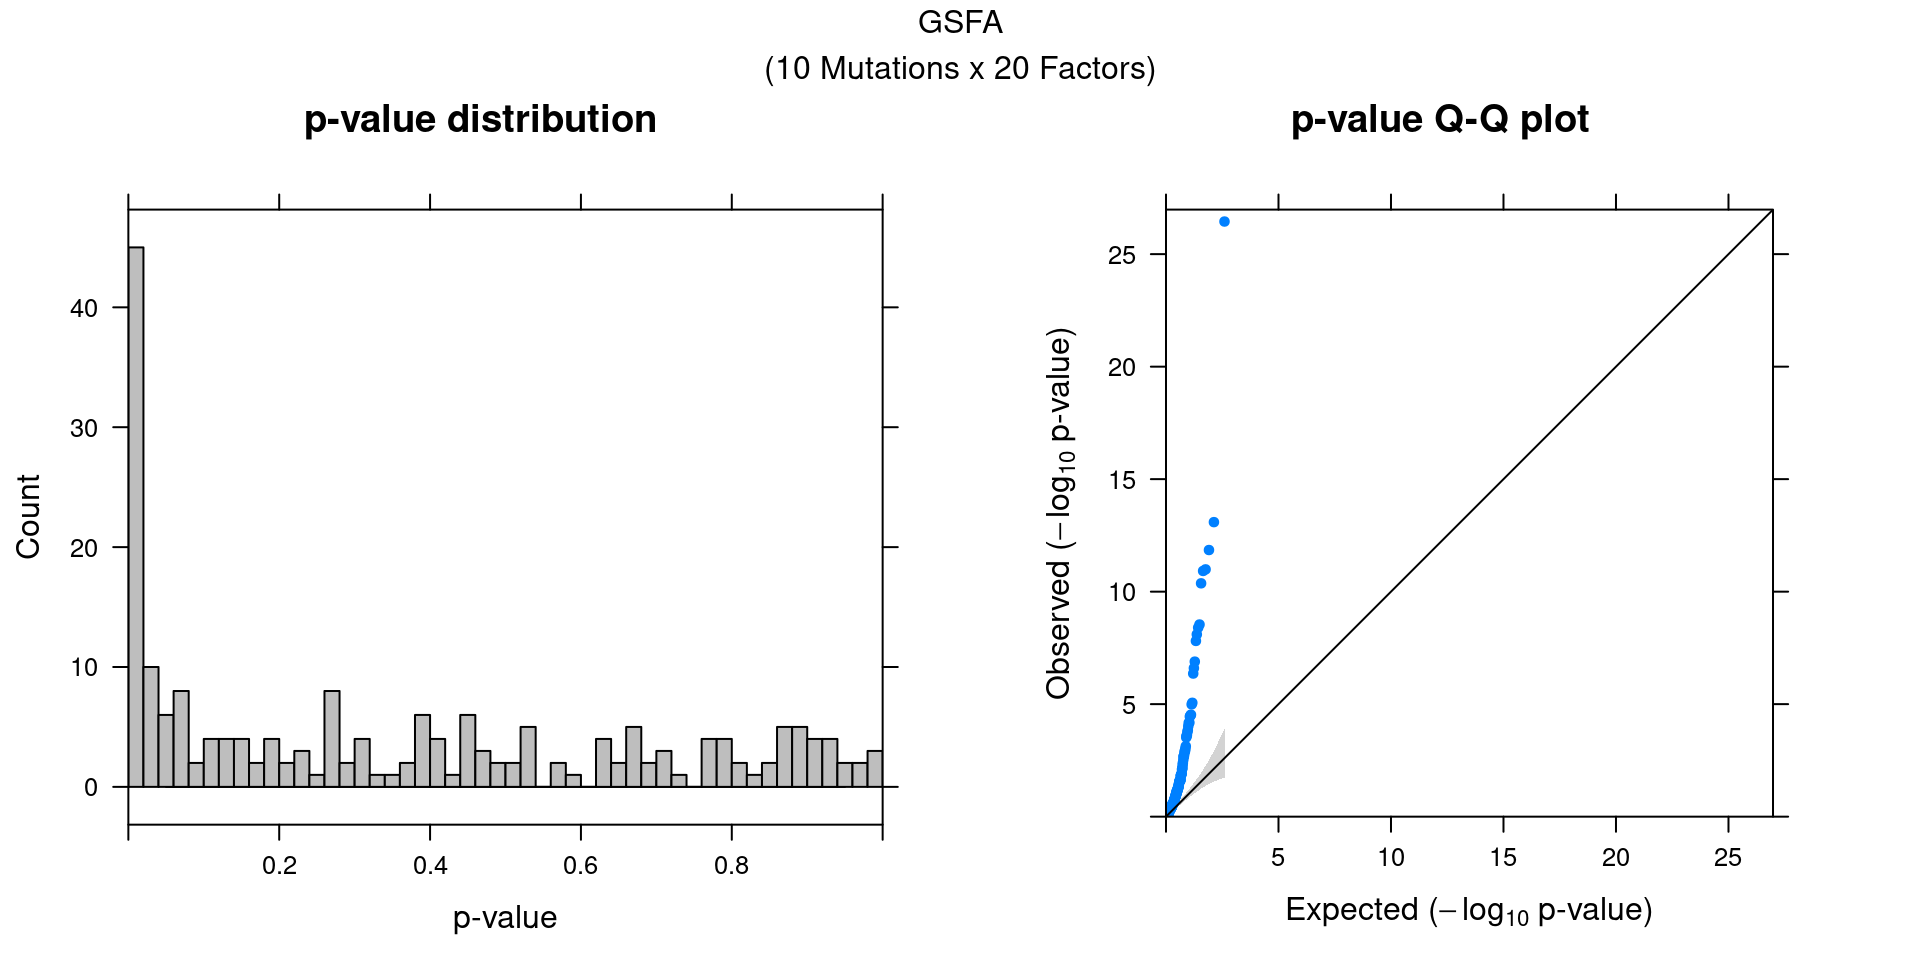 GSFA
(10 Mutations x 20 Factors)
p-value distribution
40
30
20
10
0
Count
0.2 0.4 0.6 0.8
p-value
p-value Q-Q plot
25
20
15
10
5
Observed (−log10 p-value)
5 10 15 20 25
Expected (−log10 p-value)